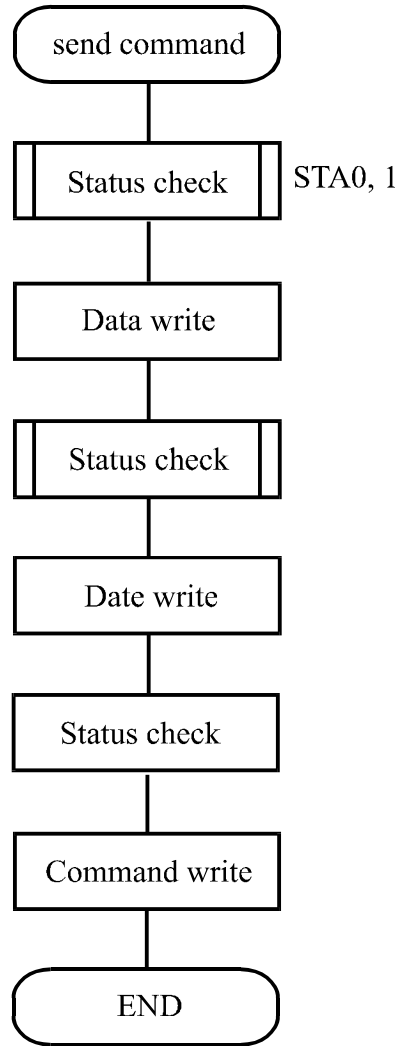 send command
Status check
STA0, 1
Data write
Status check
Date write
Status check
Command write
END